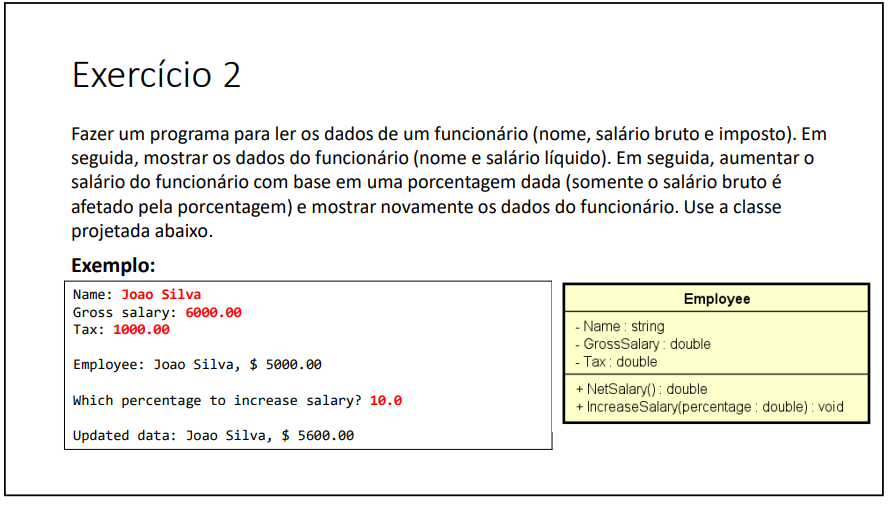 Exercício 2
Fazer um programa para ler os dados de um funcionário (nome, salário bruto e imposto). Em
seguida, mostrar os dados do funcionário (nome e salário líquido). Em seguida, aumentar o
salário do funcionário com base em uma porcentagem dada (somente o salário bruto é
afetado pela porcentagem) e mostrar novamente os dados do funcionário. Use a classe
projetada abaixo.
Exemplo:
Name: Joao Silva
Gross salary: 6000.00
Tax: 1000.00
Employee: Joao Silva, $ 5000.00
Which percentage to increase salary? 10.0
Updated data: Joao Silva, $ 5600.00
Employee
- Name : string
- GrossSalary : double
- Tax : double
+ NetSalary() : double
+ IncreaseSalary(percentage : double) : void